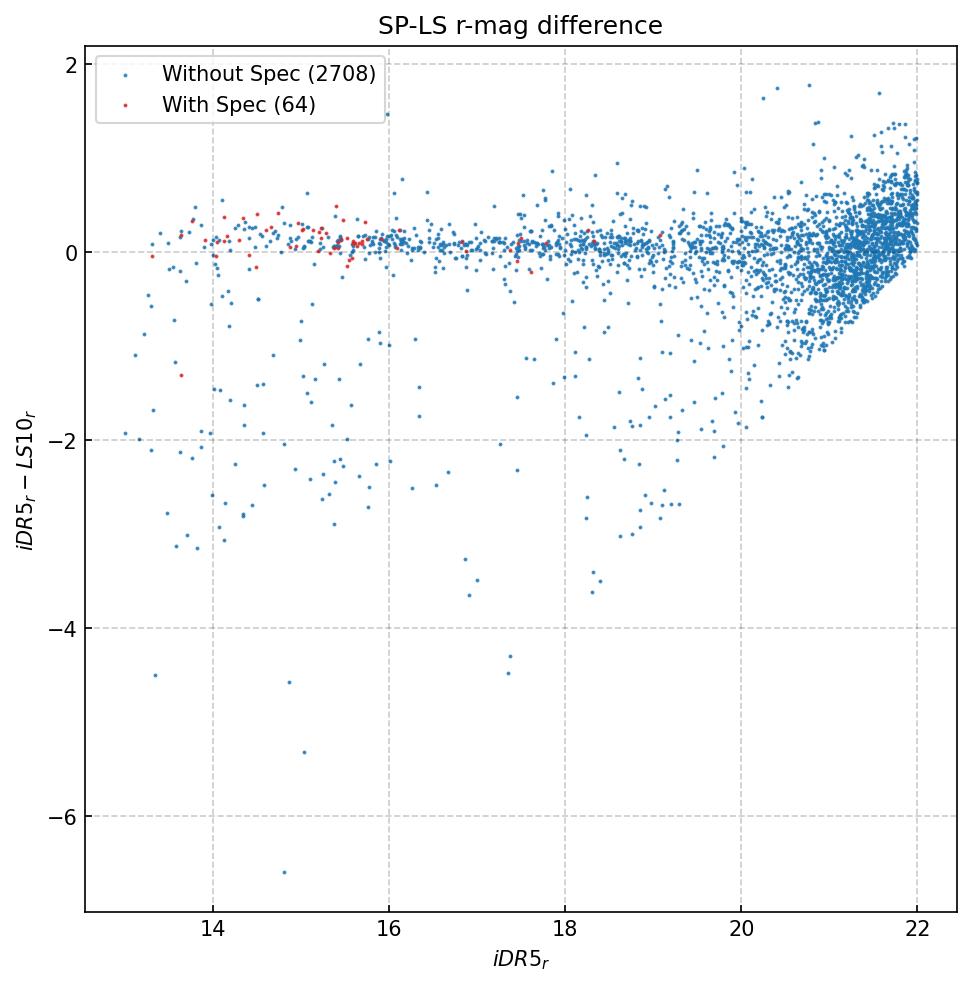 SP-LS r-mag difference
Without Spec (2708)
With Spec (64)
2
0
−2
−4
−6
iDR5r − LS10r
14
16
18
20
22
iDR5r